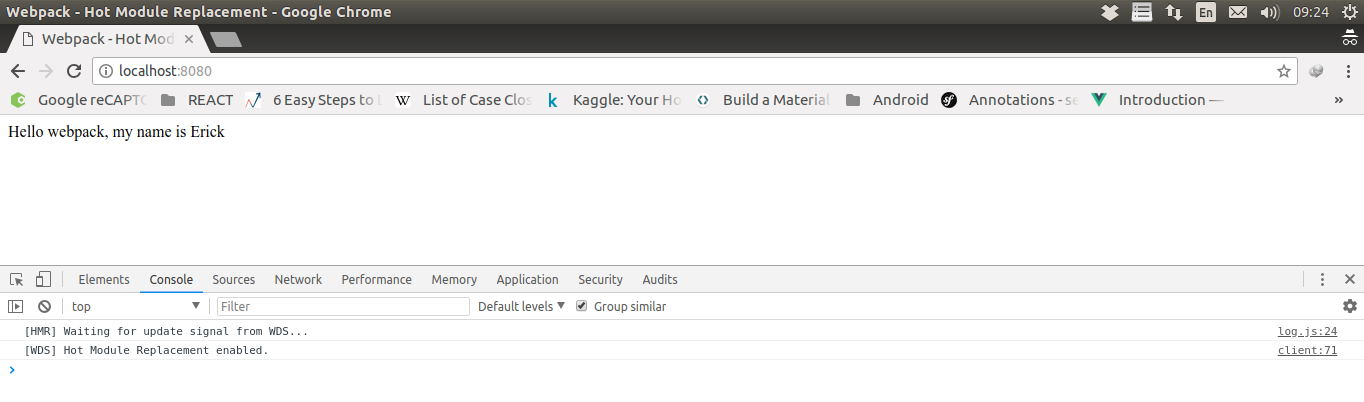 Webpack - Hot Module Replacement - Google Chrome En 09:24
Webpack - Hot Mod
localhost:8080
Google reCAPTC REACT 6 Easy Steps to L List of Case Clos Kaggle: Your Ho Build a Material Android Annotations - se Introduction — »
Hello webpack, my name is Erick
Elements Console Sources Network Performance Memory Application Security Audits
top Filter Default levels Group similar
[HMR] Waiting for update signal from WDS... log.js:24
[WDS] Hot Module Replacement enabled. client:71